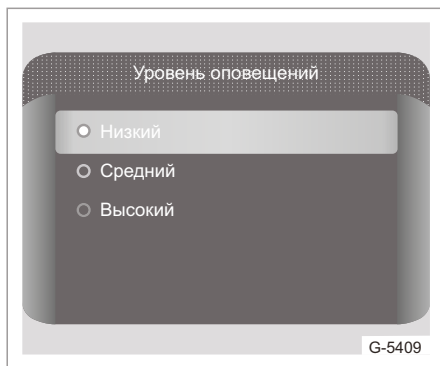 Уровень оповещений
Низкий
Средний
Высокий
G-5409